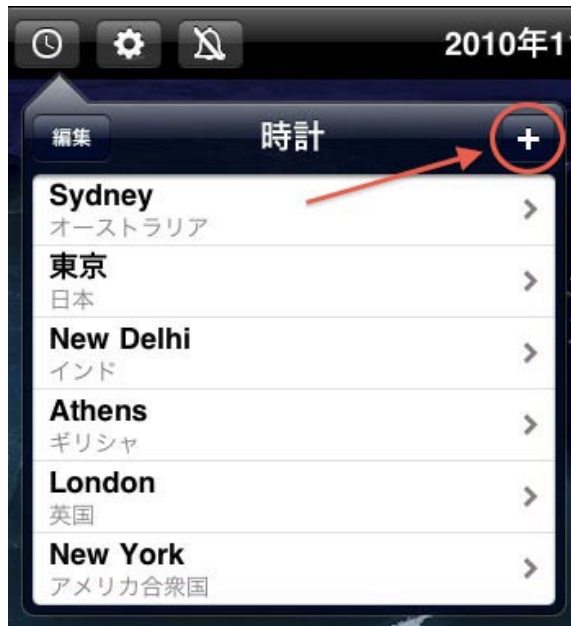 2010年1
編集
時計
+
Sydney
オーストラリア
東京
日本
New Delhi
インド
Athens
ギリシャ
London
英国
New York
アメリカ合衆国